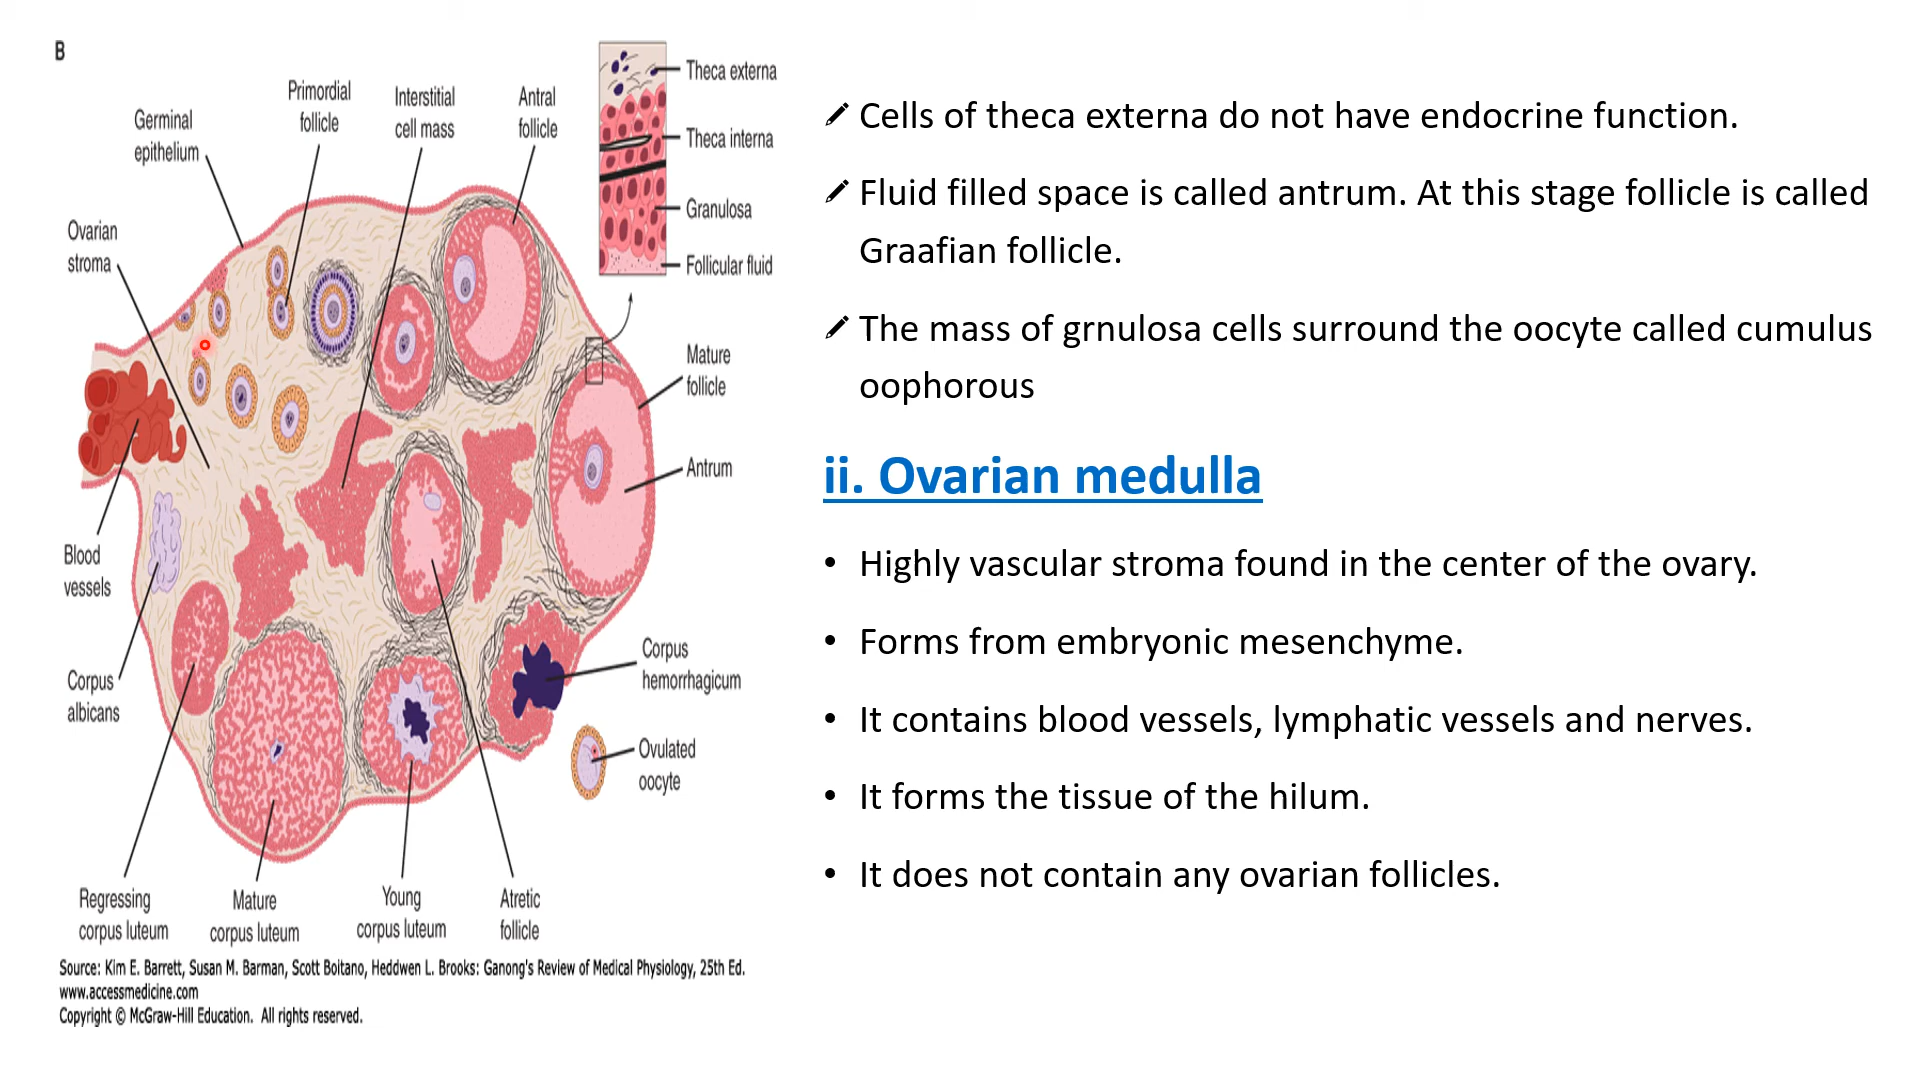 B
Primordial
follicle
Interstitial
cell mass
Antral
follicle
Germinal
epithelium
Ovarian
stroma
Theca externa
Theca interna
Granulosa
Follicular fluid
Mature
follicle
Antrum
Blood
vessels
Corpus
albicans
Corpus
hemorrhagicum
Ovulated
oocyte
Regressing
corpus luteum
Mature
corpus luteum
Young
corpus luteum
Atretic
follicle
Source: Kim E. Barrett, Susan M. Barman, Scott Boitano, Heddwen L. Brooks: Ganong's Review of Medical Physiology, 25th Ed.
www.accessmedicine.com
Copyright © McGraw-Hill Education. All rights reserved.
Cells of theca externa do not have endocrine function.
Fluid filled space is called antrum. At this stage follicle is called
Graafian follicle.
The mass of grnulosa cells surround the oocyte called cumulus
oophorous
ii. Ovarian medulla
• Highly vascular stroma found in the center of the ovary.
• Forms from embryonic mesenchyme.
• It contains blood vessels, lymphatic vessels and nerves.
• It forms the tissue of the hilum.
• It does not contain any ovarian follicles.